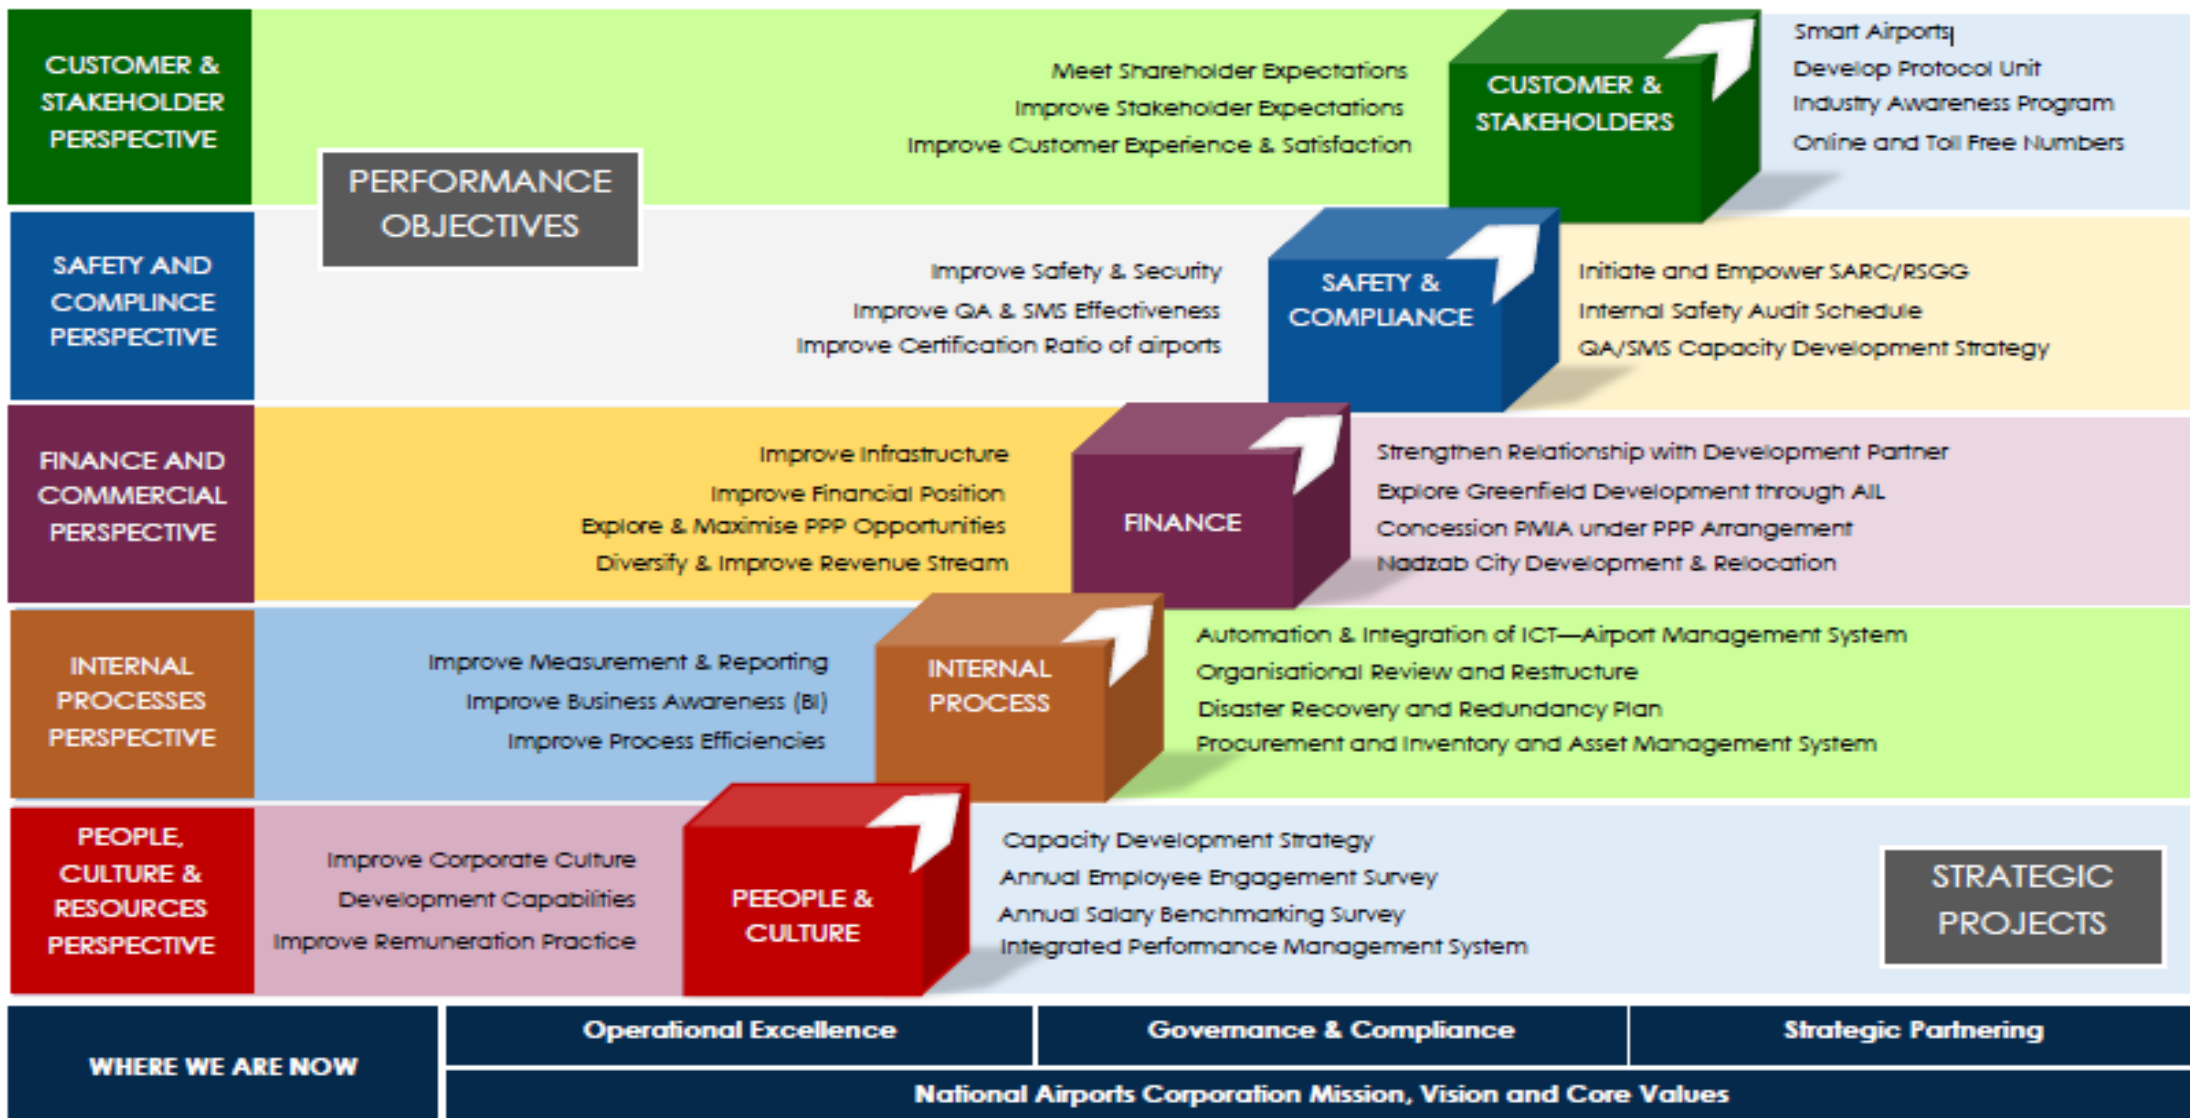 CUSTOMER &
STAKEHOLDER
PERSPECTIVE
PERFORMANCE
OBJECTIVES
Meet Shareholder Expectations
Improve Stakeholder Expectations
Improve Customer Experience & Satisfaction
CUSTOMER &
STAKEHOLDERS
Smart Airports
Develop Protocol Unit
Industry Awareness Program
Online and Toll Free Numbers
SAFETY AND
COMPLINCE
PERSPECTIVE
Improve Safety & Security
Improve QA & SMS Effectiveness
Improve Certification Ratio of airports
SAFETY &
COMPLIANCE
Initiate and Empower SARC/RSGG
Internal Safety Audit Schedule
QA/SMS Capacity Development Strategy
FINANCE AND
COMMERCIAL
PERSPECTIVE
Improve Infrastructure
Improve Financial Position
Explore & Maximise PPP Opportunities
Diversify & Improve Revenue Stream
FINANCE
Strengthen Relationship with Development Partner
Explore Greenfield Development through AIL
Concession PMIA under PPP Arrangement
Nadzab City Development & Relocation
INTERNAL
PROCESSES
PERSPECTIVE
Improve Measurement & Reporting
Improve Business Awareness (BI)
Improve Process Efficiencies
INTERNAL
PROCESS
Automation & Integration of ICT—Airport Management System
Organisational Review and Restructure
Disaster Recovery and Redundancy Plan
Procurement and Inventory and Asset Management System
PEOPLE,
CULTURE &
RESOURCES
PERSPECTIVE
Improve Corporate Culture
Development Capabilities
Improve Remuneration Practice
PEEOPLE &
CULTURE
Capacity Development Strategy
Annual Employee Engagement Survey
Annual Salary Benchmarking Survey
Integrated Performance Management System
STRATEGIC
PROJECTS
WHERE WE ARE NOW
Operational Excellence
Governance & Compliance
Strategic Partnering
National Airports Corporation Mission, Vision and Core Values